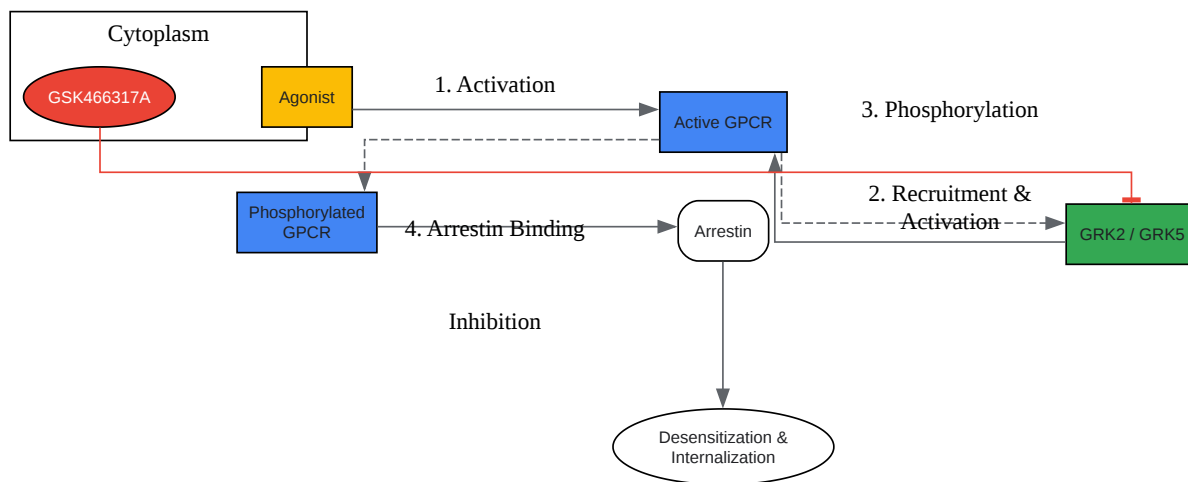 Cytoplasm
GSK466317A
Agonist
1. Activation
Active GPCR
3. Phosphorylation
Phosphorylated
GPCR
4. Arrestin Binding
Arrestin
2. Recruitment &
Activation
GRK2 / GRK5
Inhibition
Desensitization &
Internalization